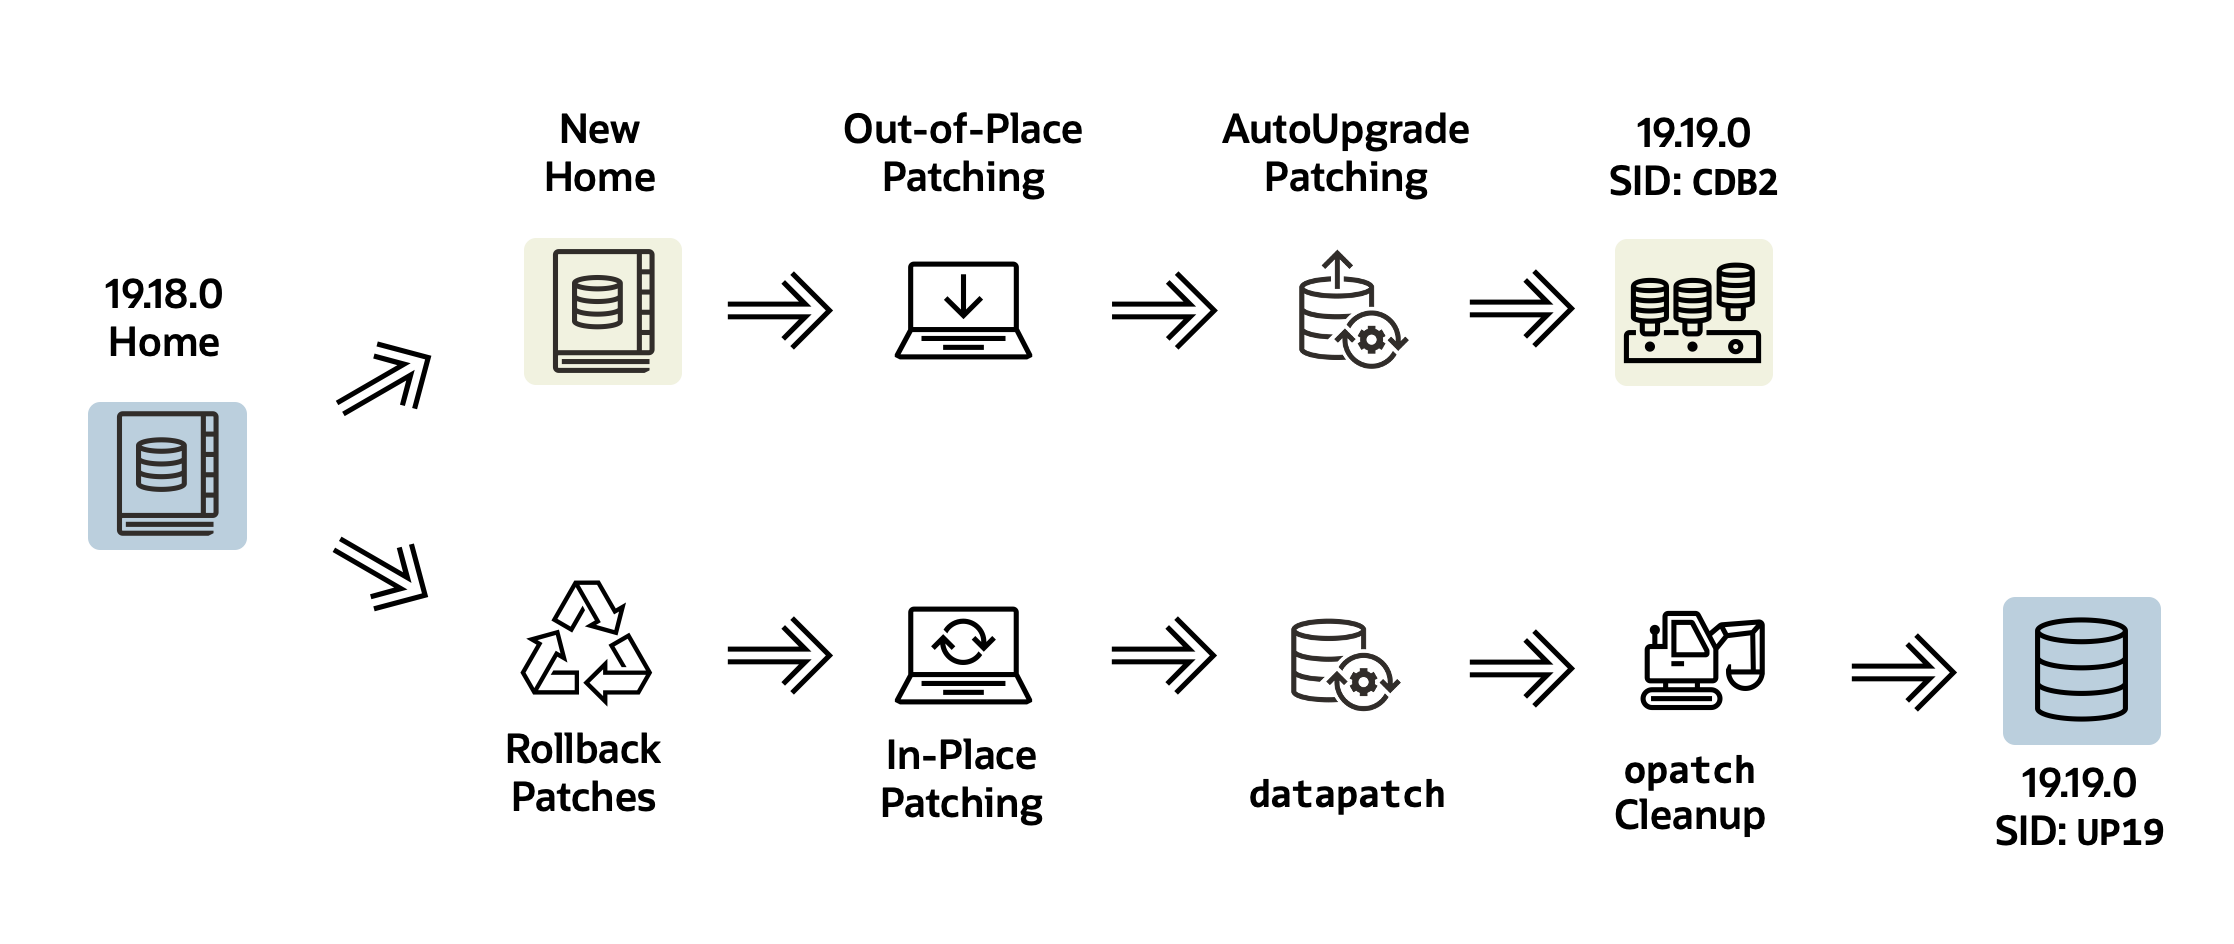 19.18.0
Home
New
Home
Out-of-Place
Patching
AutoUpgrade
Patching
19.19.0
SID: CDB2
Rollback
Patches
In-Place
Patching
datapatch
opatch
Cleanup
19.19.0
SID: UP19